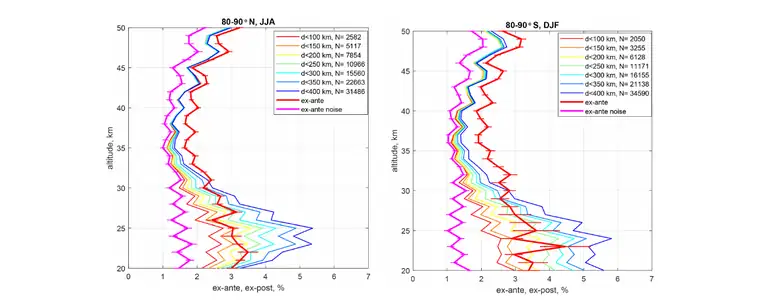 80-90°N, JJA
50
45
40
35
30
25
20
altitude, km
0 1 2 3 4 5 6 7
ex-ante, ex-post, %
d<100 km, N= 2582
d<150 km, N= 5117
d<200 km, N= 7854
d<250 km, N= 10966
d<300 km, N= 15560
d<350 km, N= 22663
d<400 km, N= 31486
ex-ante
ex-ante noise
80-90°S, DJF
50
45
40
35
30
25
20
altitude, km
0 1 2 3 4 5 6 7
ex-ante, ex-post, %
d<100 km, N= 2050
d<150 km, N= 3255
d<200 km, N= 6128
d<250 km, N= 11171
d<300 km, N= 16155
d<350 km, N= 21138
d<400 km, N= 34590
ex-ante
ex-ante noise